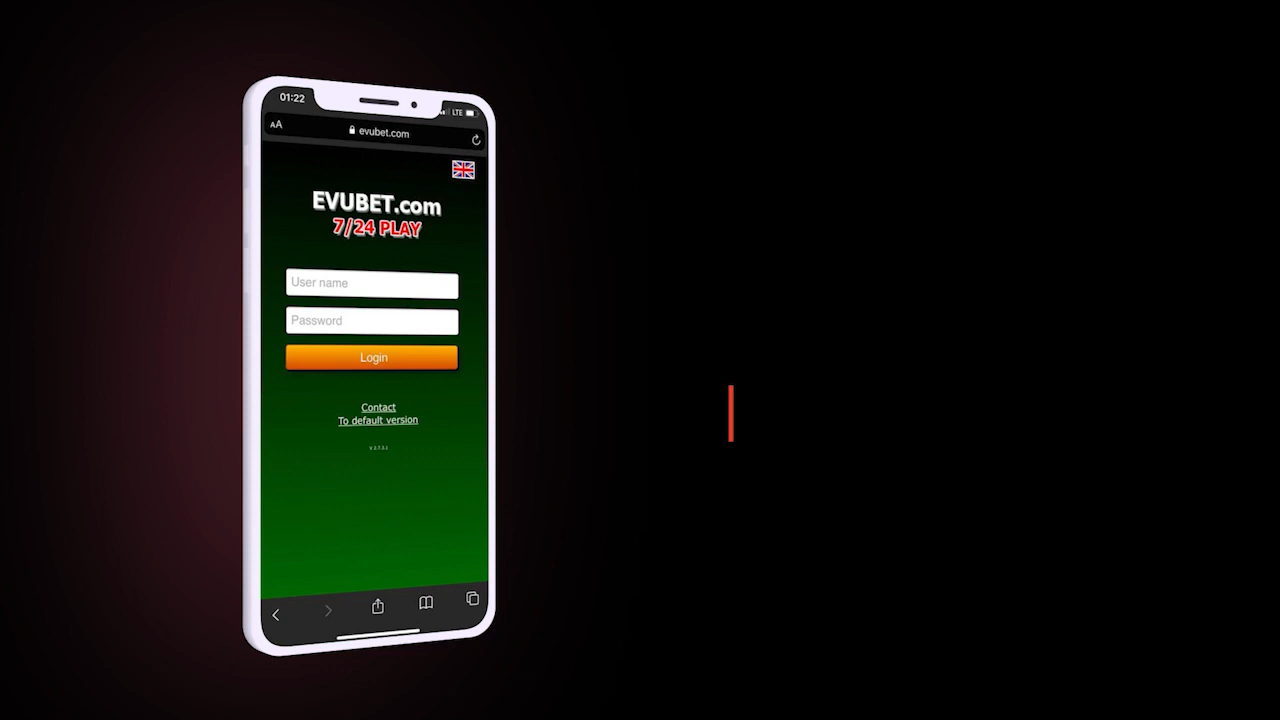 01:22
LTE
AA
evubet.com
EVUBET.com
7/24 PLAY
User name
Password
Login
Contact
To default version